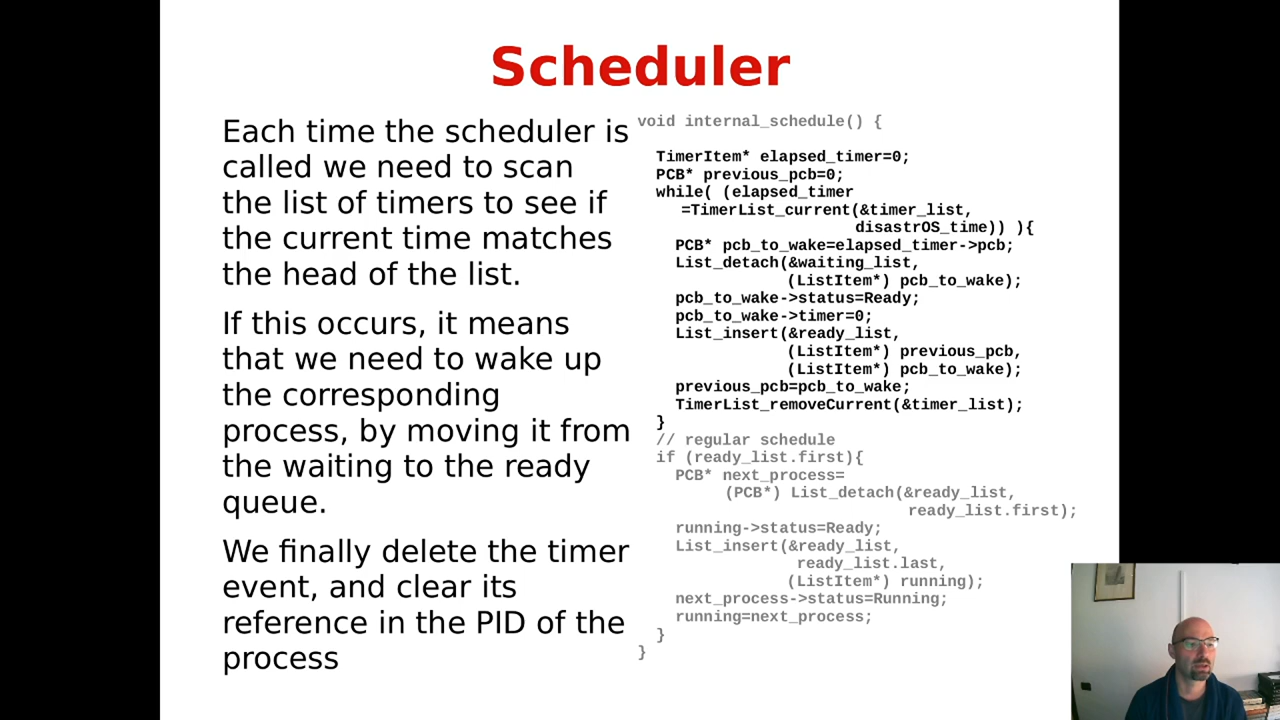 Scheduler
Each time the scheduler is
called we need to scan
the list of timers to see if
the current time matches
the head of the list.
If this occurs, it means
that we need to wake up
the corresponding
process, by moving it from
the waiting to the ready
queue.
We finally delete the timer
event, and clear its
reference in the PID of the
process
void internal_schedule() {
TimerItem* elapsed_timer=0;
PCB* previous_pcb=0;
while( (elapsed_timer
=TimerList_current(&timer_list,
disastrOS_time)) ){
PCB* pcb_to_wake=elapsed_timer->pcb;
List_detach(&waiting_list,
(ListItem*) pcb_to_wake);
pcb_to_wake->status=Ready;
pcb_to_wake->timer=0;
List_insert(&ready_list,
(ListItem*) previous_pcb,
(ListItem*) pcb_to_wake);
previous_pcb=pcb_to_wake;
TimerList_removeCurrent(&timer_list);
}
// regular schedule
if (ready_list.first){
PCB* next_process=
(PCB*) List_detach(&ready_list,
ready_list.first);
running->status=Ready;
List_insert(&ready_list,
ready_list.last,
(ListItem*) running);
next_process->status=Running;
running=next_process;
}
}